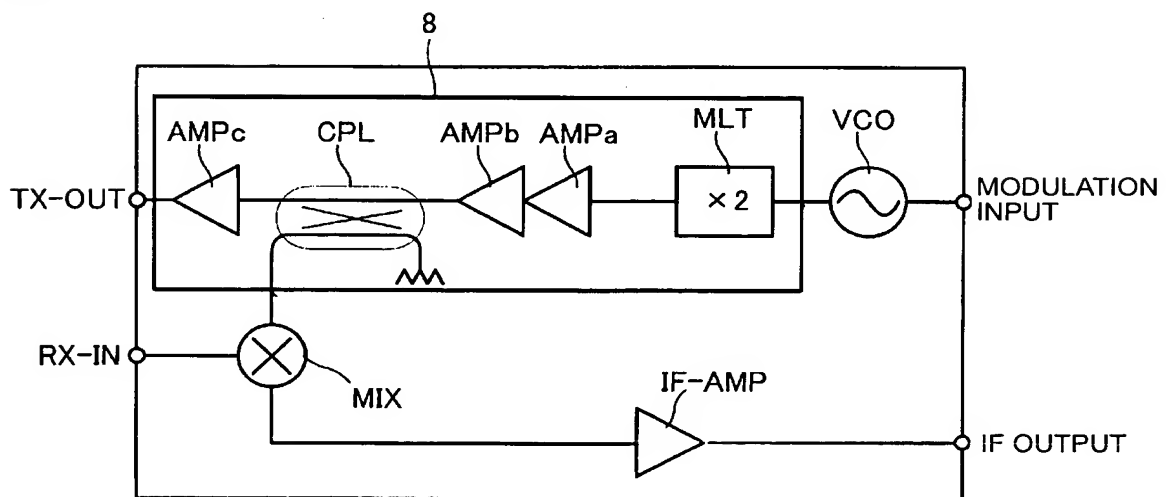 8
AMPc
CPL
AMPb
AMPa
MLT
VCO
TX-OUT
×2
MODULATION
INPUT
RX-IN
MIX
IF-AMP
IF OUTPUT